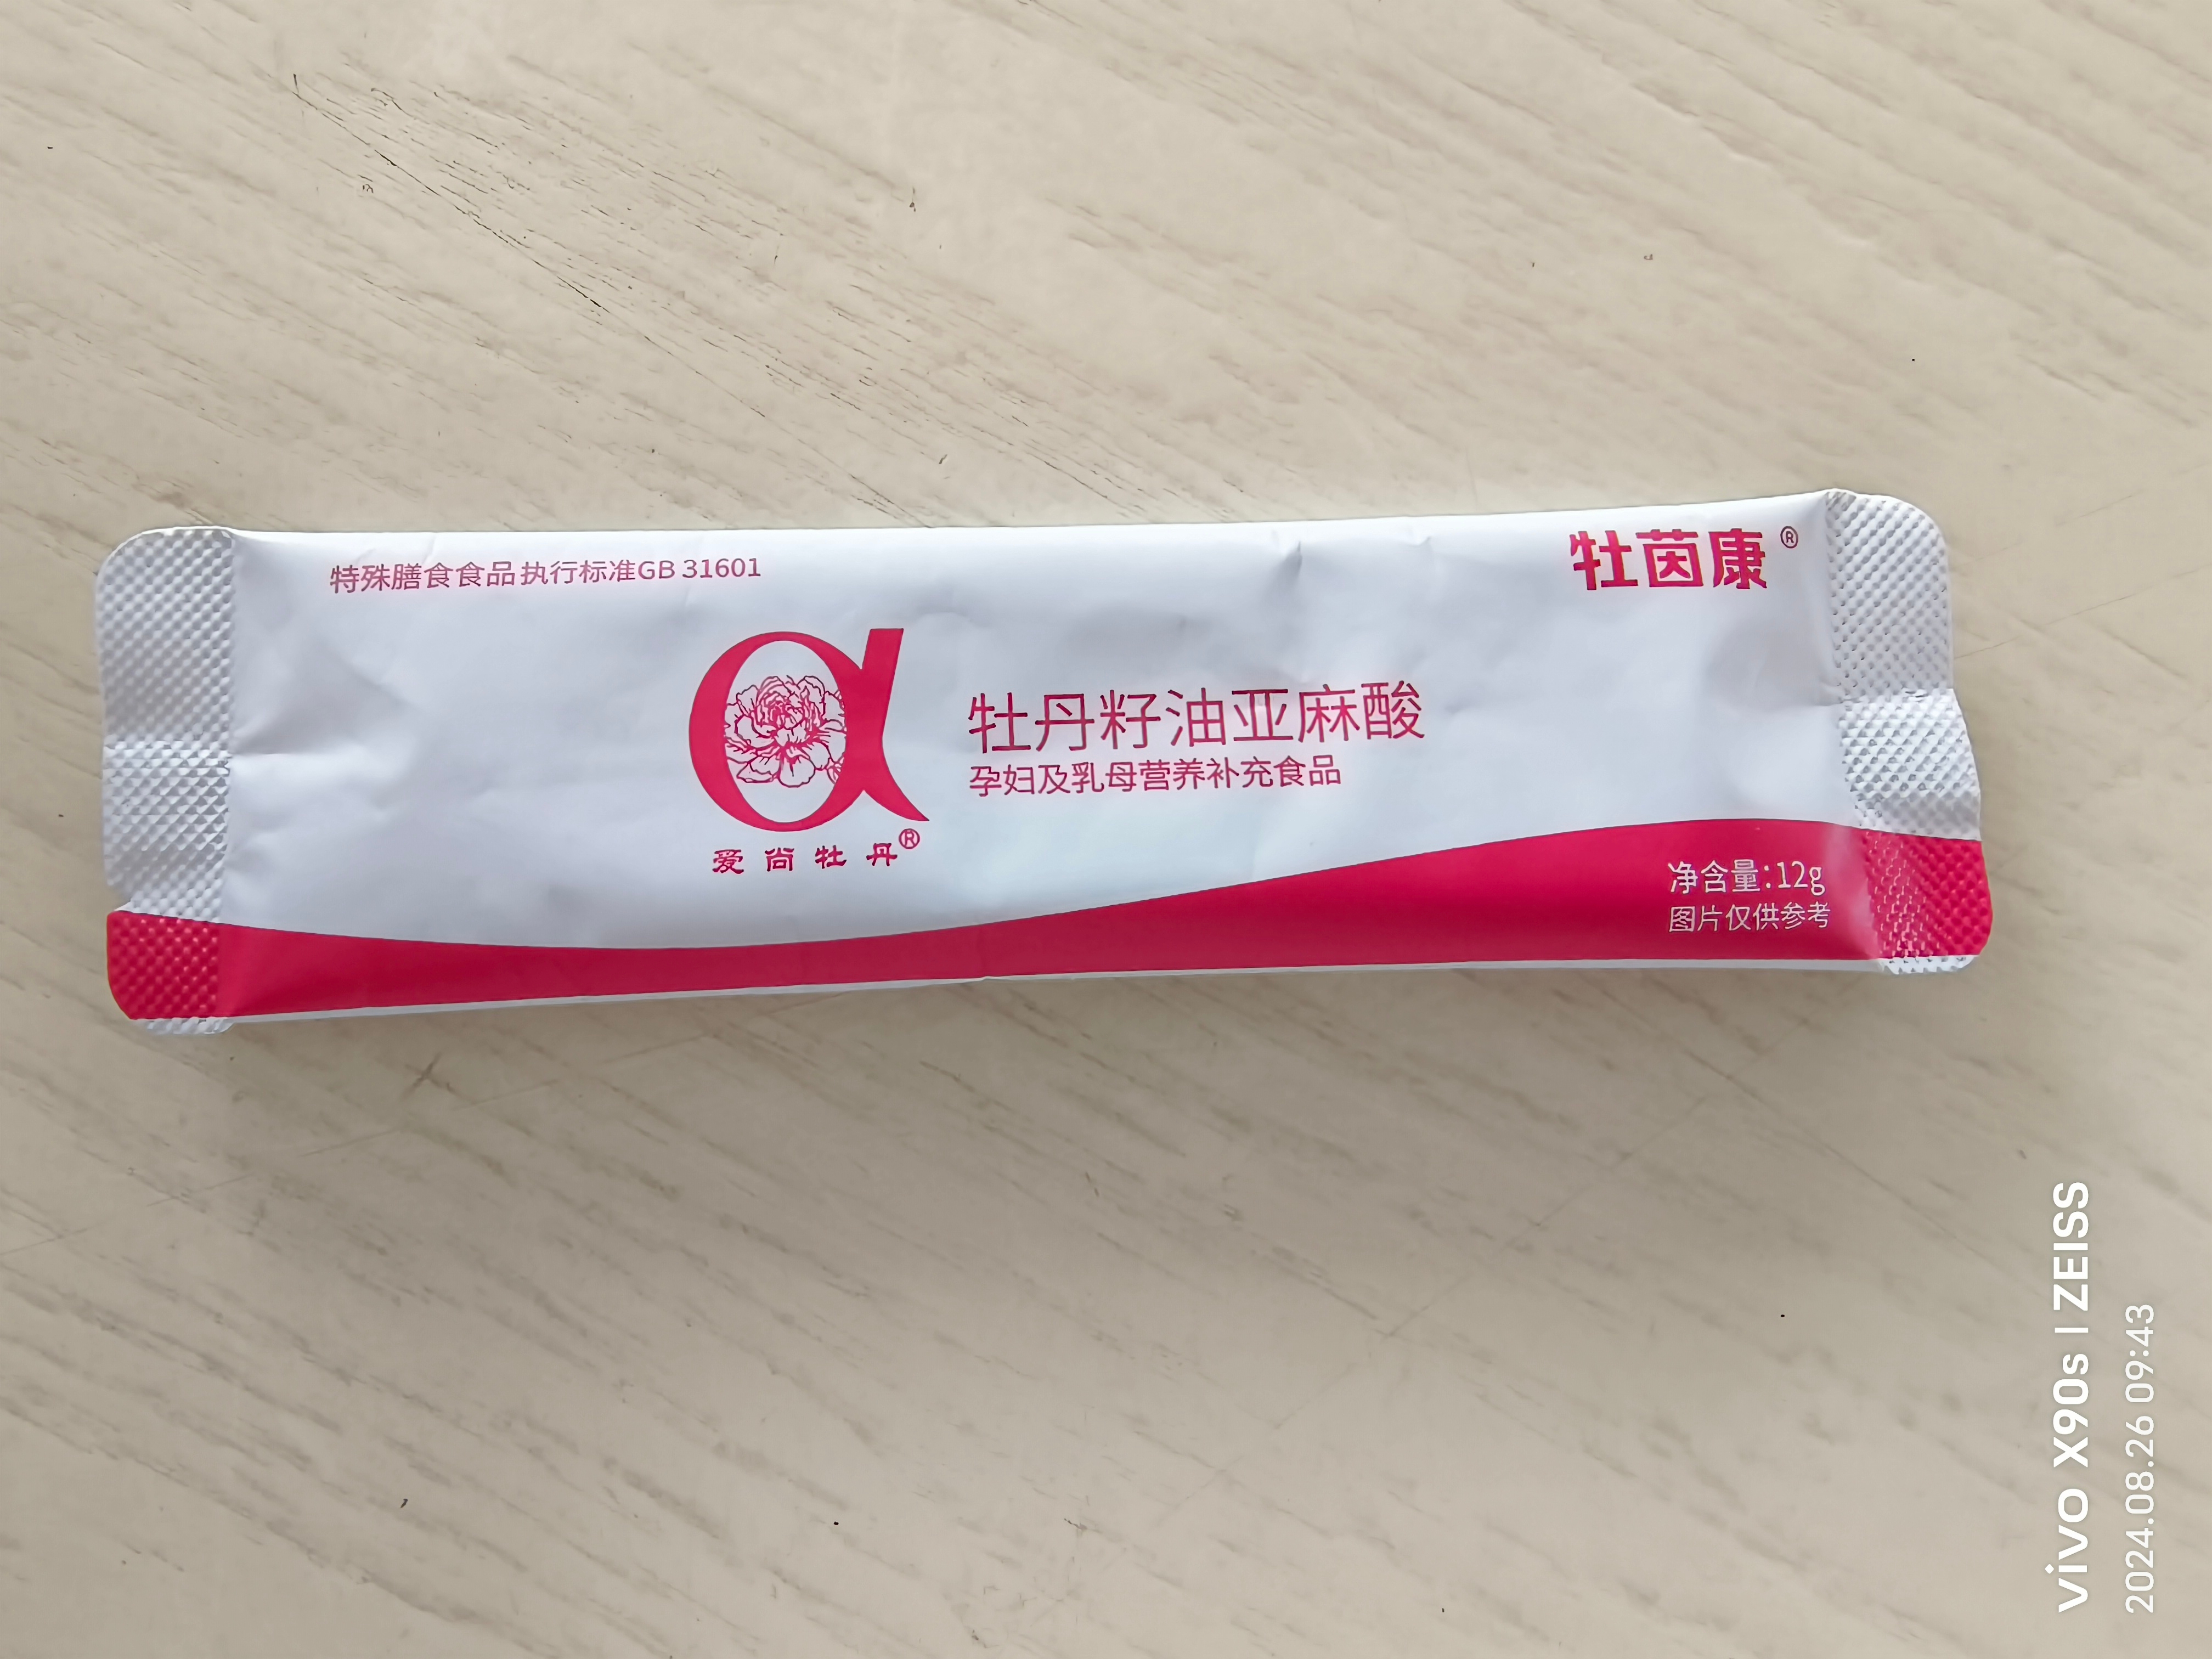 特殊膳食食品执行标准GB 31601
牡茵康®
牡丹籽油亚麻酸
孕妇及乳母营养补充食品
爱尚牡丹®
净含量:12g
图片仅供参考
vivo X90s | ZEISS
2024.08.26 09:43